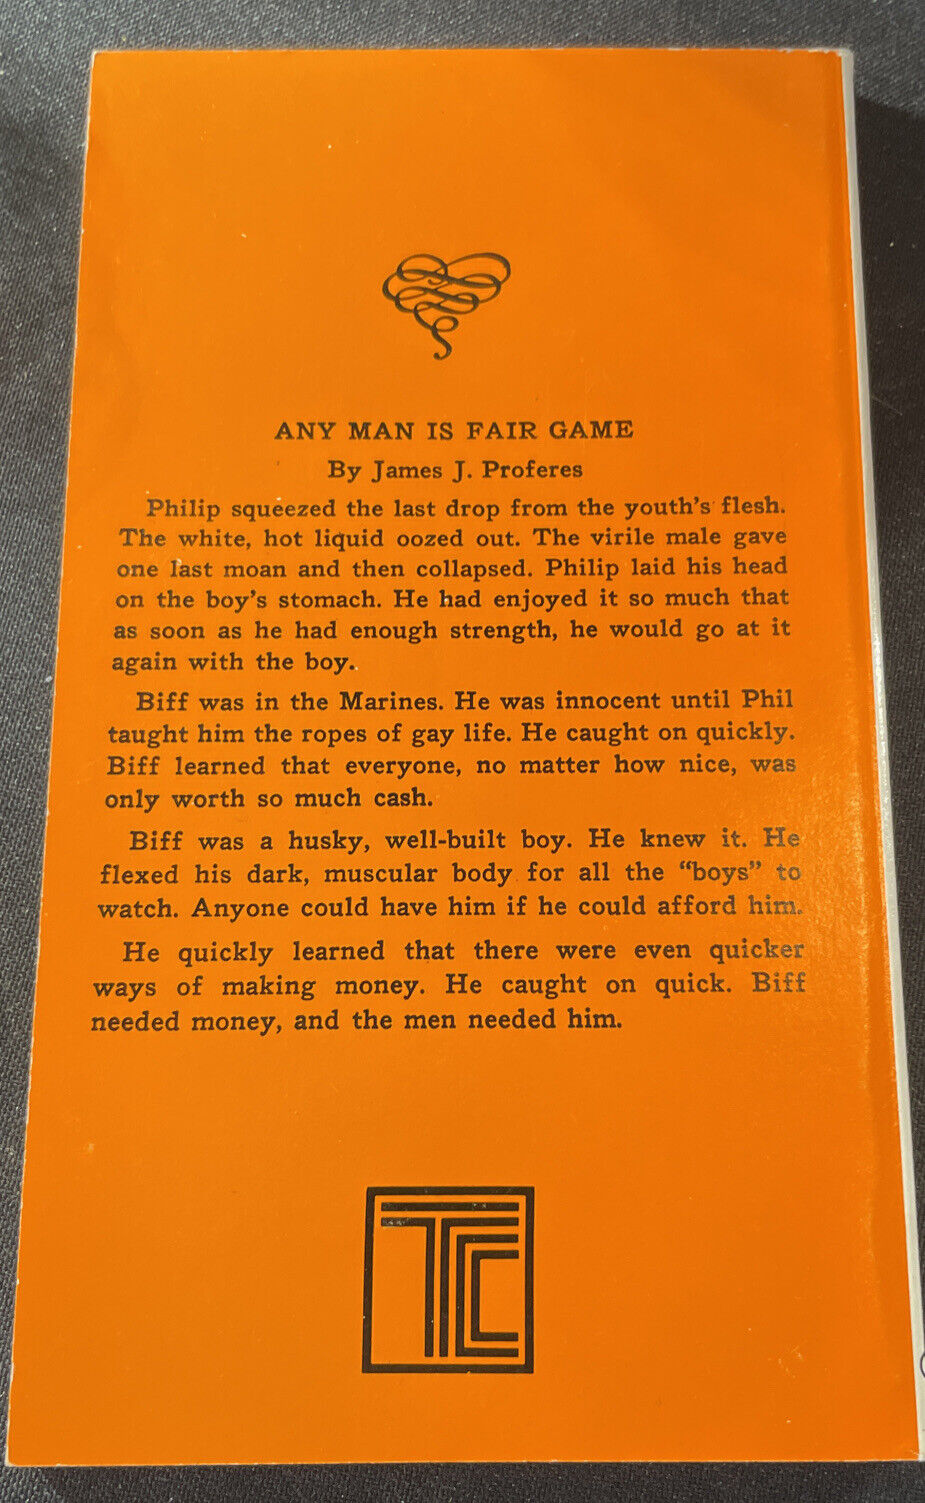 ANY MAN IS FAIR GAME
By James J. Proferes
Philip squeezed the last drop from the youth's flesh.
The white, hot liquid oozed out. The virile male gave
one last moan and then collapsed. Philip laid his head
on the boy's stomach. He had enjoyed it so much that
as soon as he had enough strength, he would go at it
again with the boy.
Biff was in the Marines. He was innocent until Phil
taught him the ropes of gay life. He caught on quickly.
Biff learned that everyone, no matter how nice, was
only worth so much cash.
Biff was a husky, well-built boy. He knew it. He
flexed his dark, muscular body for all the "boys" to
watch. Anyone could have him if he could afford him.
He quickly learned that there were even quicker
ways of making money. He caught on quick. Biff
needed money, and the men needed him.
TLC